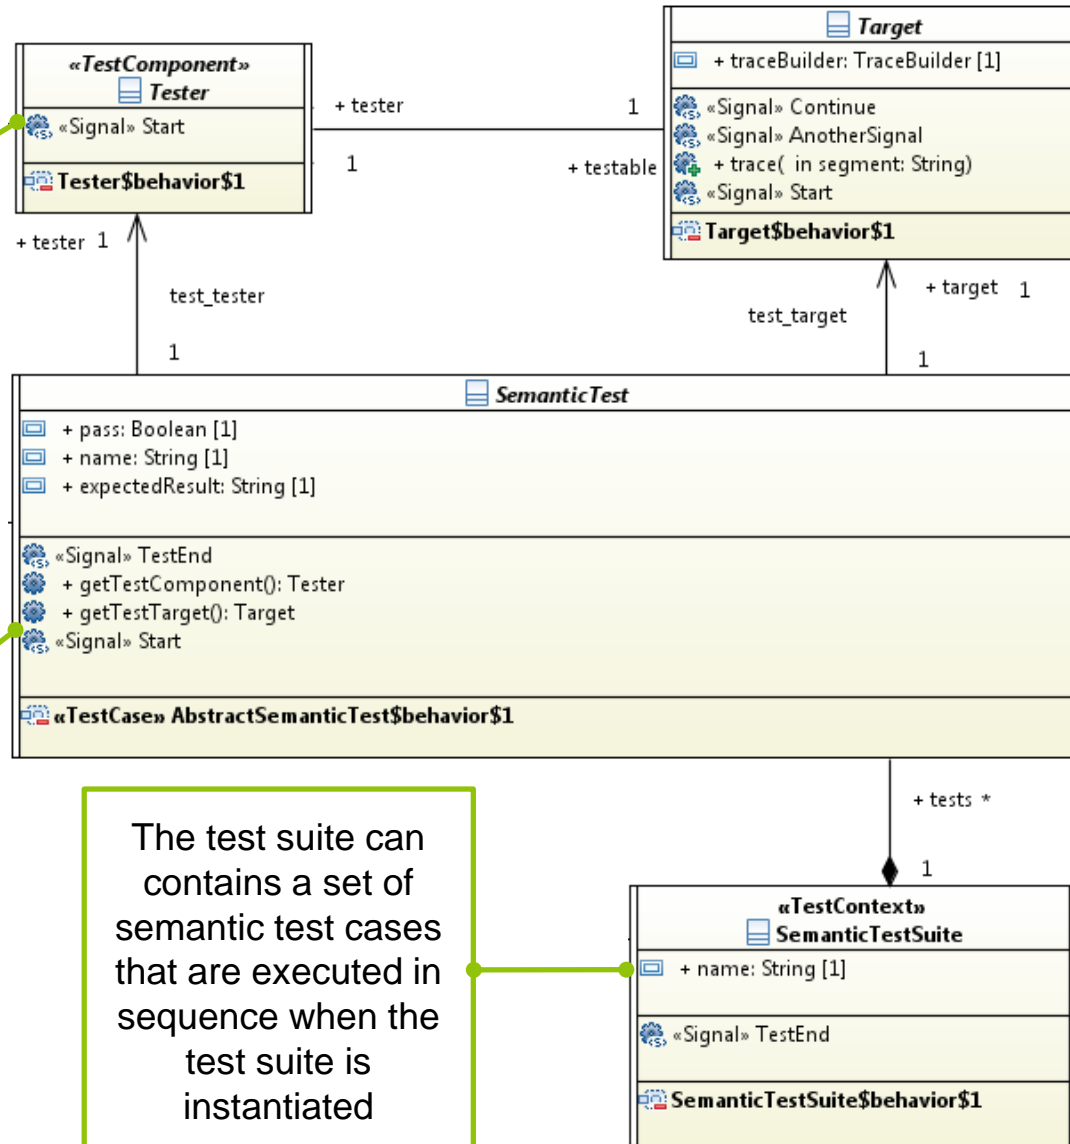 «TestComponent»
Tester
«Signal» Start
Tester$behavior$1
+ tester
1
1
+ testable
Target
+ traceBuilder: TraceBuilder [1]
«Signal» Continue
«Signal» AnotherSignal
+ trace( in segment: String)
«Signal» Start
Target$behavior$1
+ tester 1
test_tester
1
+ target 1
test_target
1
SemanticTest
+ pass: Boolean [1]
+ name: String [1]
+ expectedResult: String [1]
«Signal» TestEnd
+ getTestComponent(): Tester
+ getTestTarget(): Target
«Signal» Start
«TestCase» AbstractSemanticTest$behavior$1
+ tests *
1
The test suite can
contains a set of
semantic test cases
that are executed in
sequence when the
test suite is
instantiated
«TestContext»
SemanticTestSuite
+ name: String [1]
«Signal» TestEnd
SemanticTestSuite$behavior$1